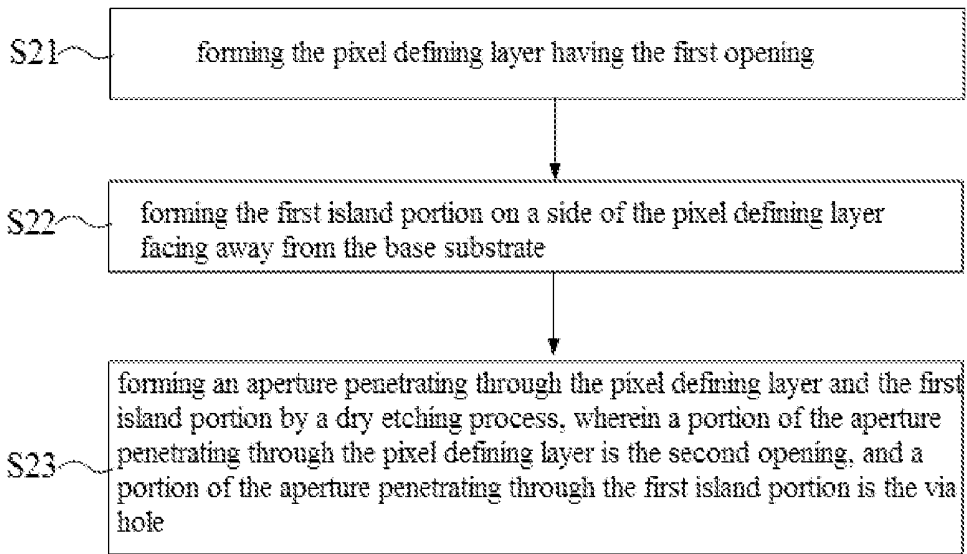 S21
forming the pixel defining layer having the first opening
S22
forming the first island portion on a side of the pixel defining layer
facing away from the base substrate
S23
forming an aperture penetrating through the pixel defining layer and the first
island portion by a dry etching process, wherein a portion of the aperture
penetrating through the pixel defining layer is the second opening, and a
portion of the aperture penetrating through the first island portion is the via
hole